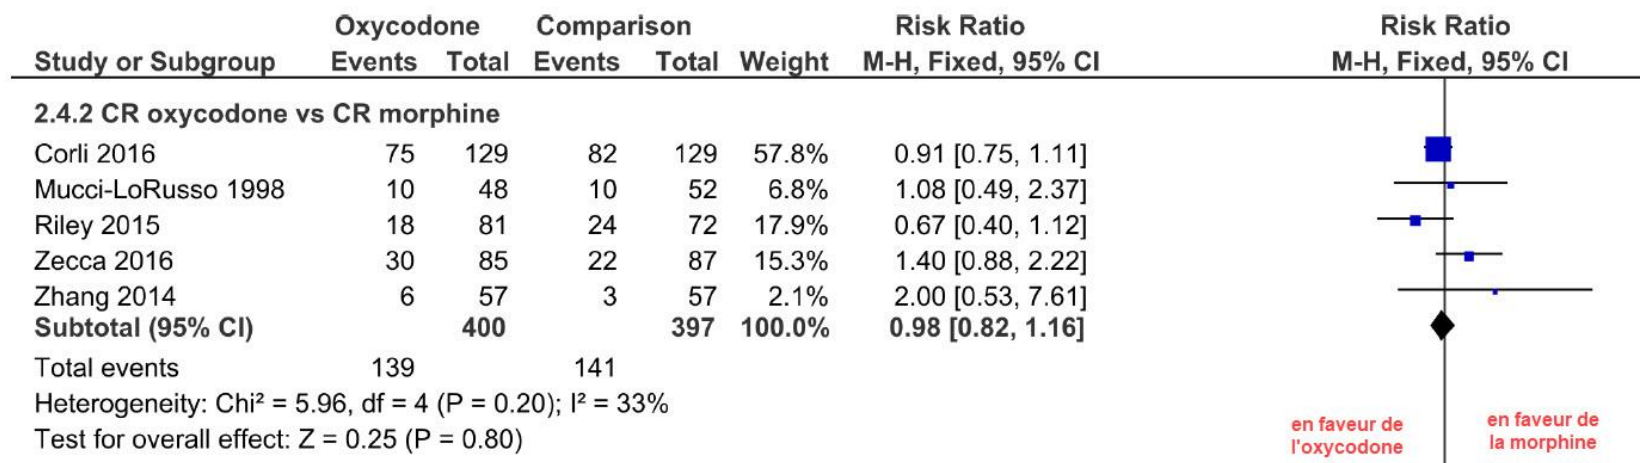 Oxycodone Comparison Risk Ratio Risk Ratio
Study or Subgroup Events Total Events Total Weight M-H, Fixed, 95% CI M-H, Fixed, 95% CI
2.4.2 CR oxycodone vs CR morphine
Corli 2016 75 129 82 129 57.8% 0.91 [0.75, 1.11]
Mucci-LoRusso 1998 10 48 10 52 6.8% 1.08 [0.49, 2.37]
Riley 2015 18 81 24 72 17.9% 0.67 [0.40, 1.12]
Zecca 2016 30 85 22 87 15.3% 1.40 [0.88, 2.22]
Zhang 2014 6 57 3 57 2.1% 2.00 [0.53, 7.61]
Subtotal (95% CI) 400 397 100.0% 0.98 [0.82, 1.16]
Total events 139 141
Heterogeneity: Chi² = 5.96, df = 4 (P = 0.20); I² = 33%
Test for overall effect: Z = 0.25 (P = 0.80)
en faveur de
l'oxycodone
en faveur de
la morphine